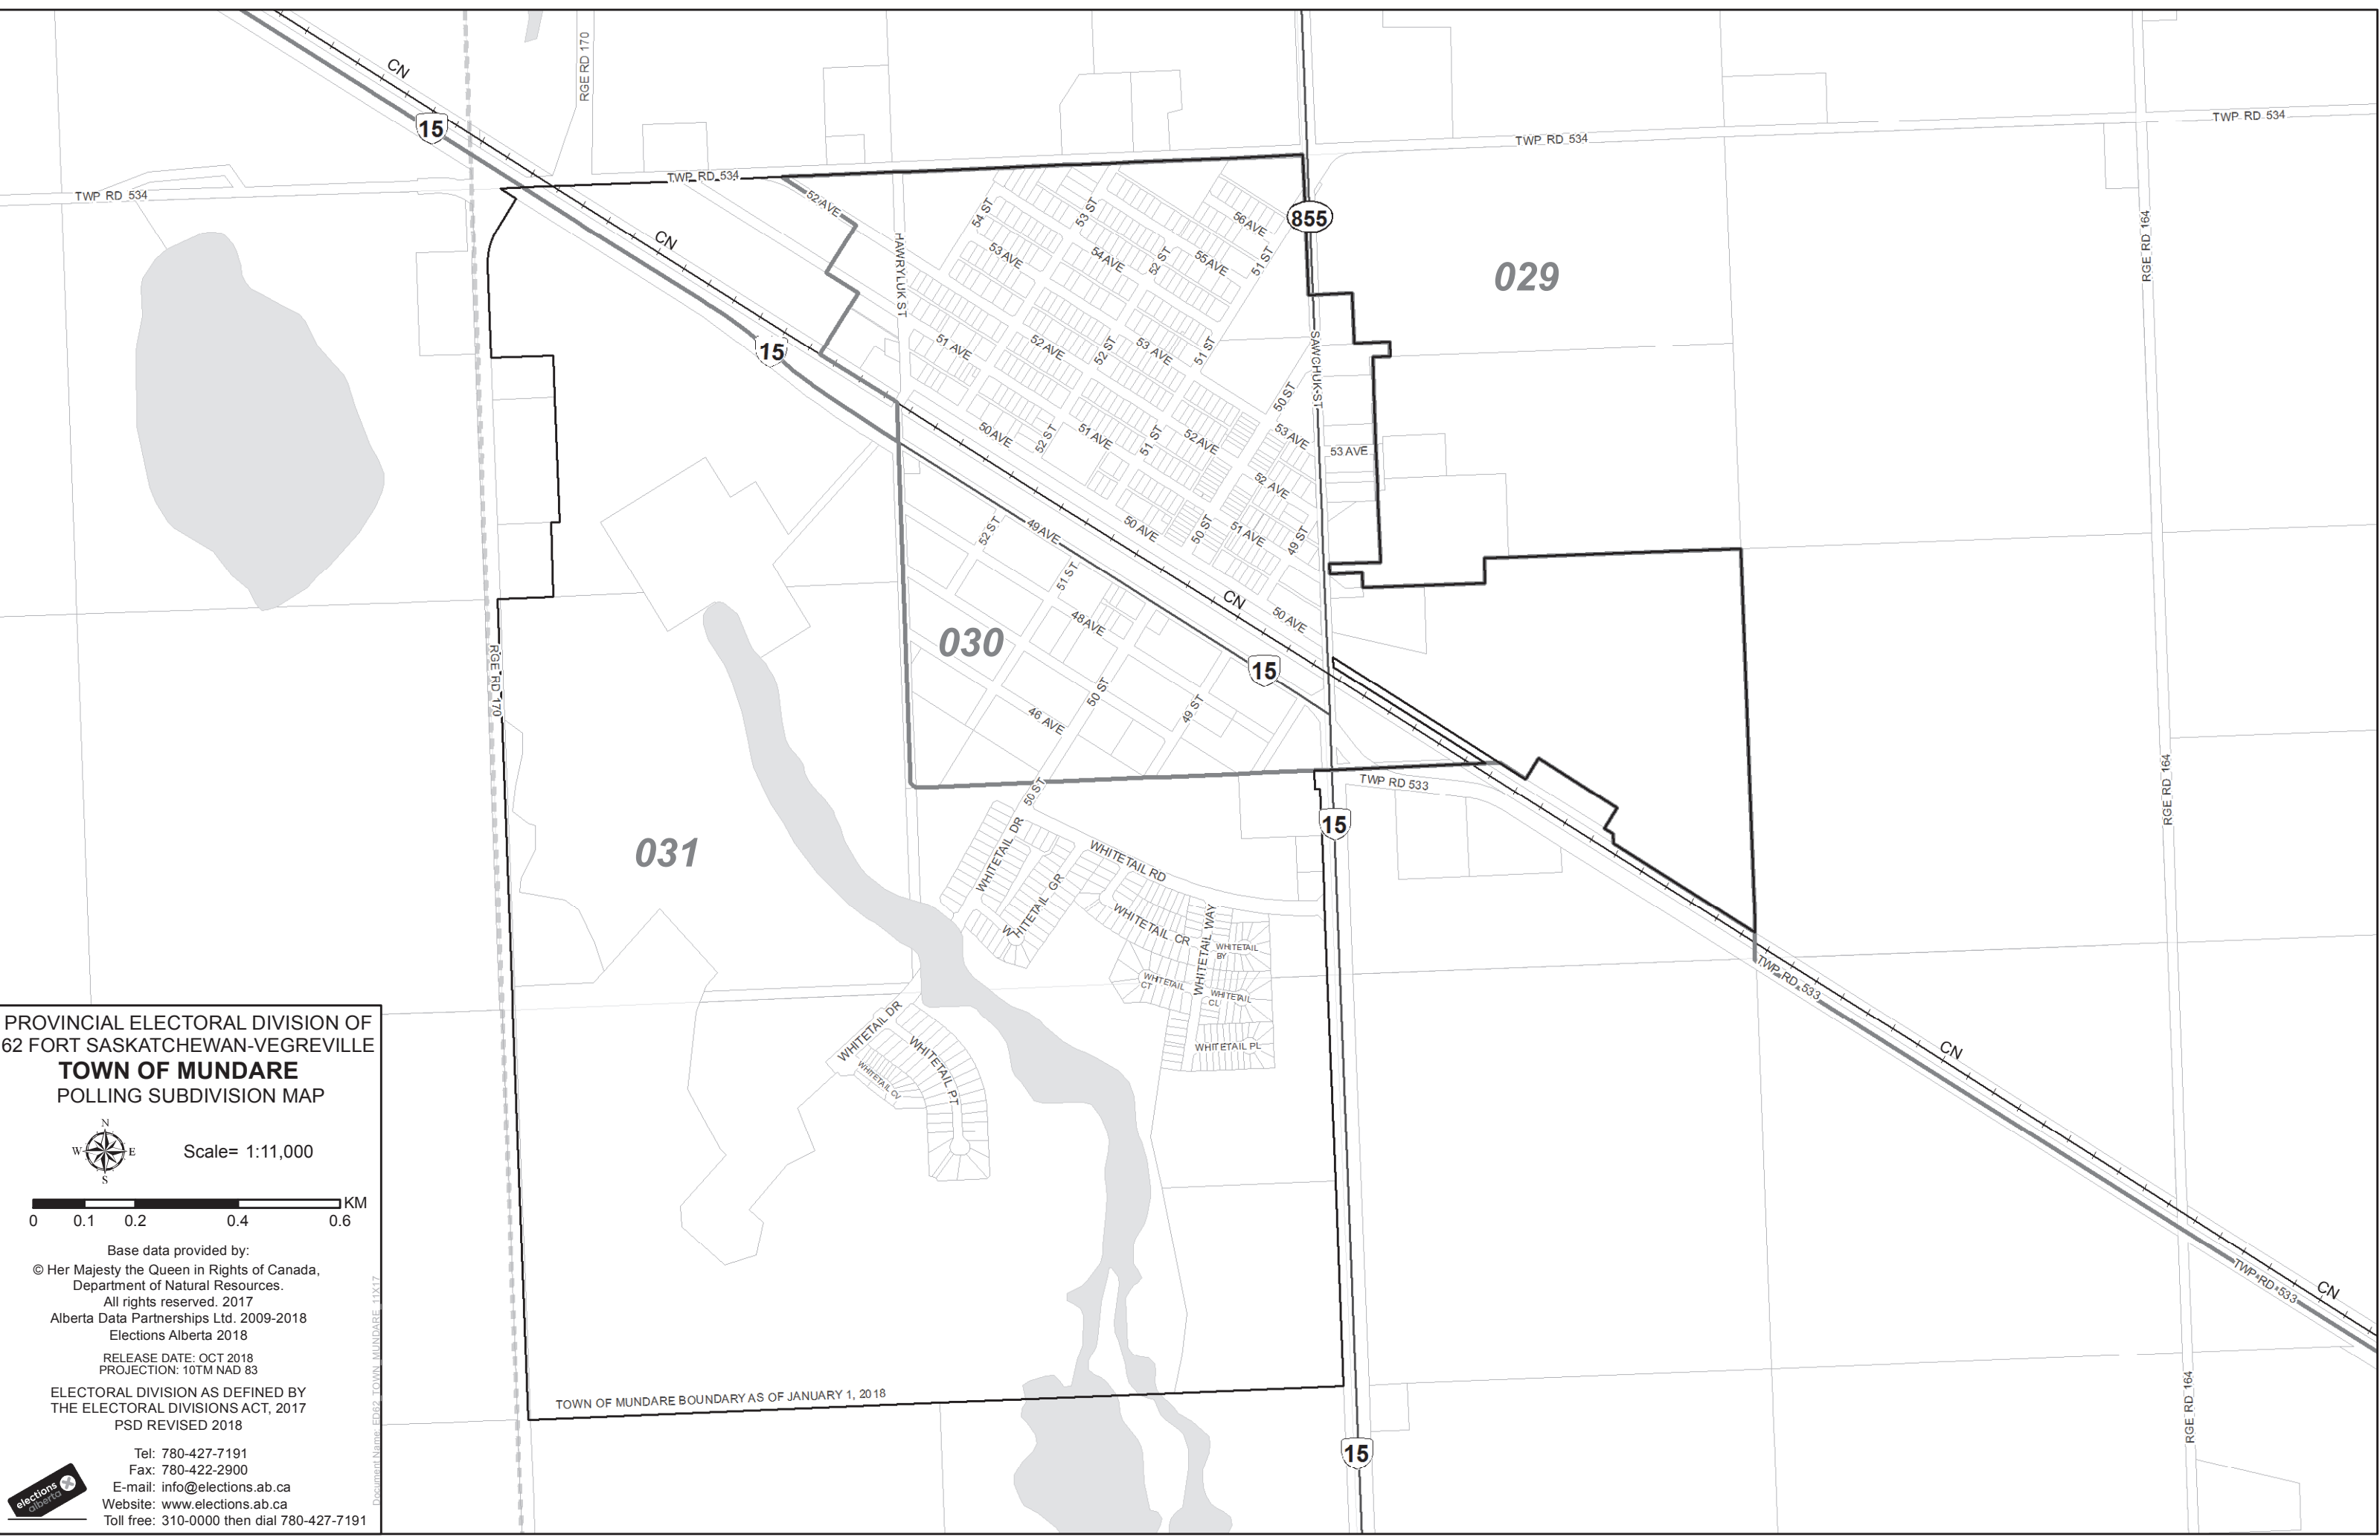 CN
15
RGE RD 170
TWP RD 534
TWP RD 534
TWP RD 534
TWP RD 534
52 AVE
CN
HAWRYLUK ST
54 ST
53 ST
56 AVE
855
53 AVE
54 AVE
52 ST
55 AVE
51 ST
029
RGE RD 164
15
51 AVE
52 AVE
52 ST
53 AVE
51 ST
SAWCHUK ST
50 ST
50 AVE
52 ST
51 AVE
51 ST
52 AVE
53 AVE
53 AVE
52 AVE
52 ST
49 AVE
50 AVE
50 ST
51 AVE
49 ST
51 ST
CN
50 AVE
48 AVE
030
15
RGE RD 170
50 ST
49 ST
46 AVE
TWP RD 533
RGE RD 164
50 ST
15
031
WHITETAIL DR
WHITETAIL GR
WHITETAIL RD
WHITETAIL CR
WHITETAIL WAY
WHITETAIL
BY
WHITETAIL
CT
WHITETAIL
CL
WHITETAIL PL
WHITETAIL DR
WHITETAIL PT
WHITETAIL CV
TWP RD 533
CN
TWP RD 533
CN
RGE RD 164
TOWN OF MUNDARE BOUNDARY AS OF JANUARY 1, 2018
15
PROVINCIAL ELECTORAL DIVISION OF
62 FORT SASKATCHEWAN-VEGREVILLE
TOWN OF MUNDARE
POLLING SUBDIVISION MAP
N
W E
S
Scale= 1:11,000
KM
0 0.1 0.2 0.4 0.6
Base data provided by:
© Her Majesty the Queen in Rights of Canada,
Department of Natural Resources.
All rights reserved. 2017
Alberta Data Partnerships Ltd. 2009-2018
Elections Alberta 2018
RELEASE DATE: OCT 2018
PROJECTION: 10TM NAD 83
ELECTORAL DIVISION AS DEFINED BY
THE ELECTORAL DIVISIONS ACT, 2017
PSD REVISED 2018
Tel: 780-427-7191
Fax: 780-422-2900
E-mail: info@elections.ab.ca
Website: www.elections.ab.ca
Toll free: 310-0000 then dial 780-427-7191
elections
alberta
Document Name: ED62_TOWN_MUNDARE_11X17